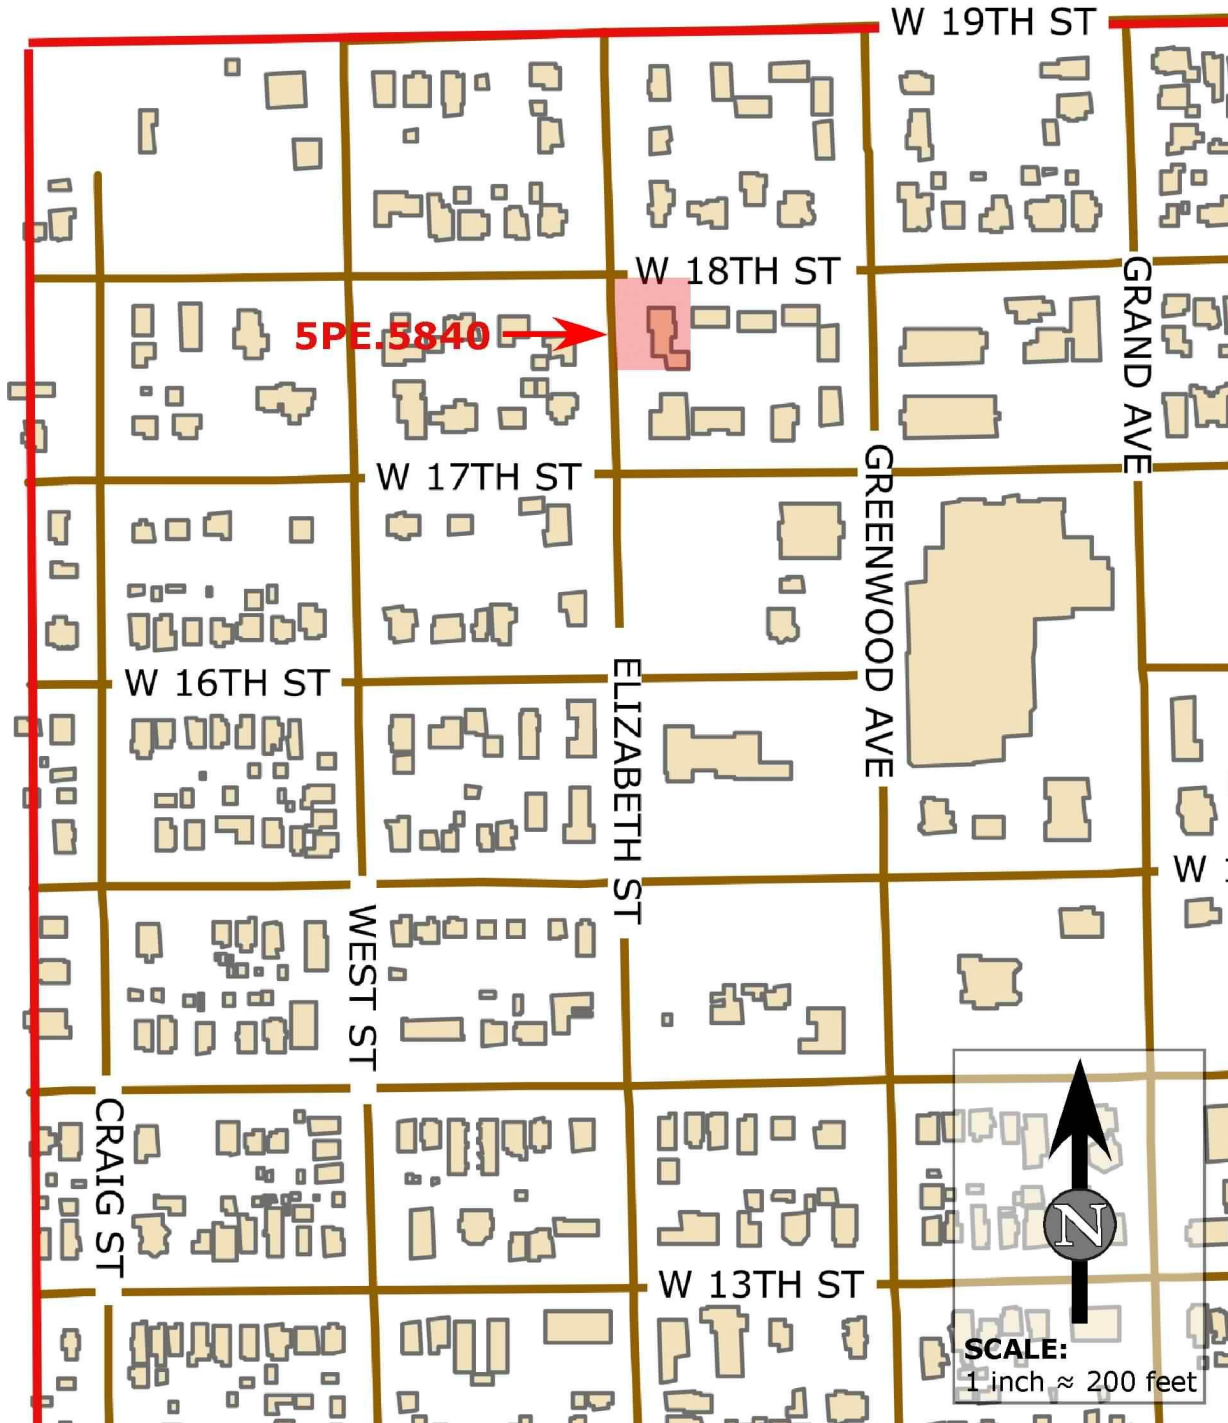 W 19TH ST
W 18TH ST
GRAND AVE
5PE.5840
W 17TH ST
GREENWOOD AVE
W 16TH ST
ELIZABETH ST
W
WEST ST
CRAIG ST
N
W 13TH ST
SCALE:
1 inch ≈ 200 feet